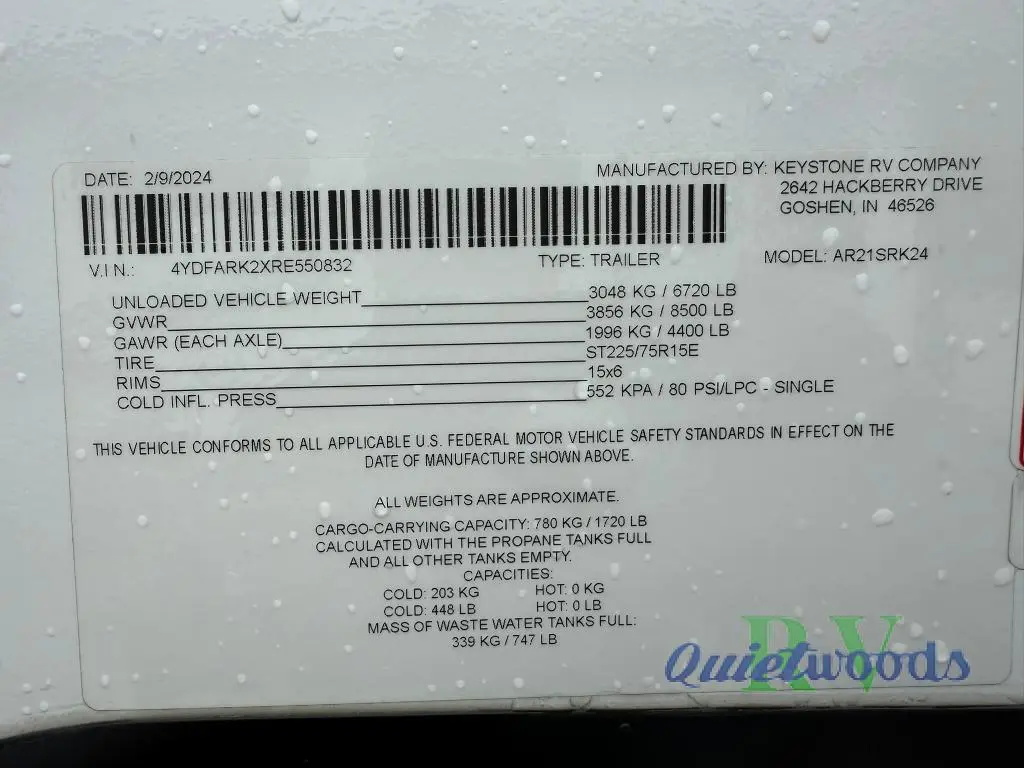 DATE: 2/9/2024
MANUFACTURED BY: KEYSTONE RV COMPANY
2642 HACKBERRY DRIVE
GOSHEN, IN 46526
V.I N.: 4YDFARK2XRE550832 TYPE: TRAILER MODEL: AR21SRK24
UNLOADED VEHICLE WEIGHT 3048 KG / 6720 LB
GVWR 3856 KG / 8500 LB
GAWR (EACH AXLE) 1996 KG / 4400 LB
TIRE ST225/75R15E
RIMS 15x6
COLD INFL. PRESS 552 KPA / 80 PSI/LPC - SINGLE
THIS VEHICLE CONFORMS TO ALL APPLICABLE U.S. FEDERAL MOTOR VEHICLE SAFETY STANDARDS IN EFFECT ON THE
DATE OF MANUFACTURE SHOWN ABOVE.
ALL WEIGHTS ARE APPROXIMATE.
CARGO-CARRYING CAPACITY: 780 KG / 1720 LB
CALCULATED WITH THE PROPANE TANKS FULL
AND ALL OTHER TANKS EMPTY.
CAPACITIES:
COLD: 203 KG HOT: 0 KG
COLD: 448 LB HOT: 0 LB
MASS OF WASTE WATER TANKS FULL:
339 KG / 747 LB
Quietwoods RV